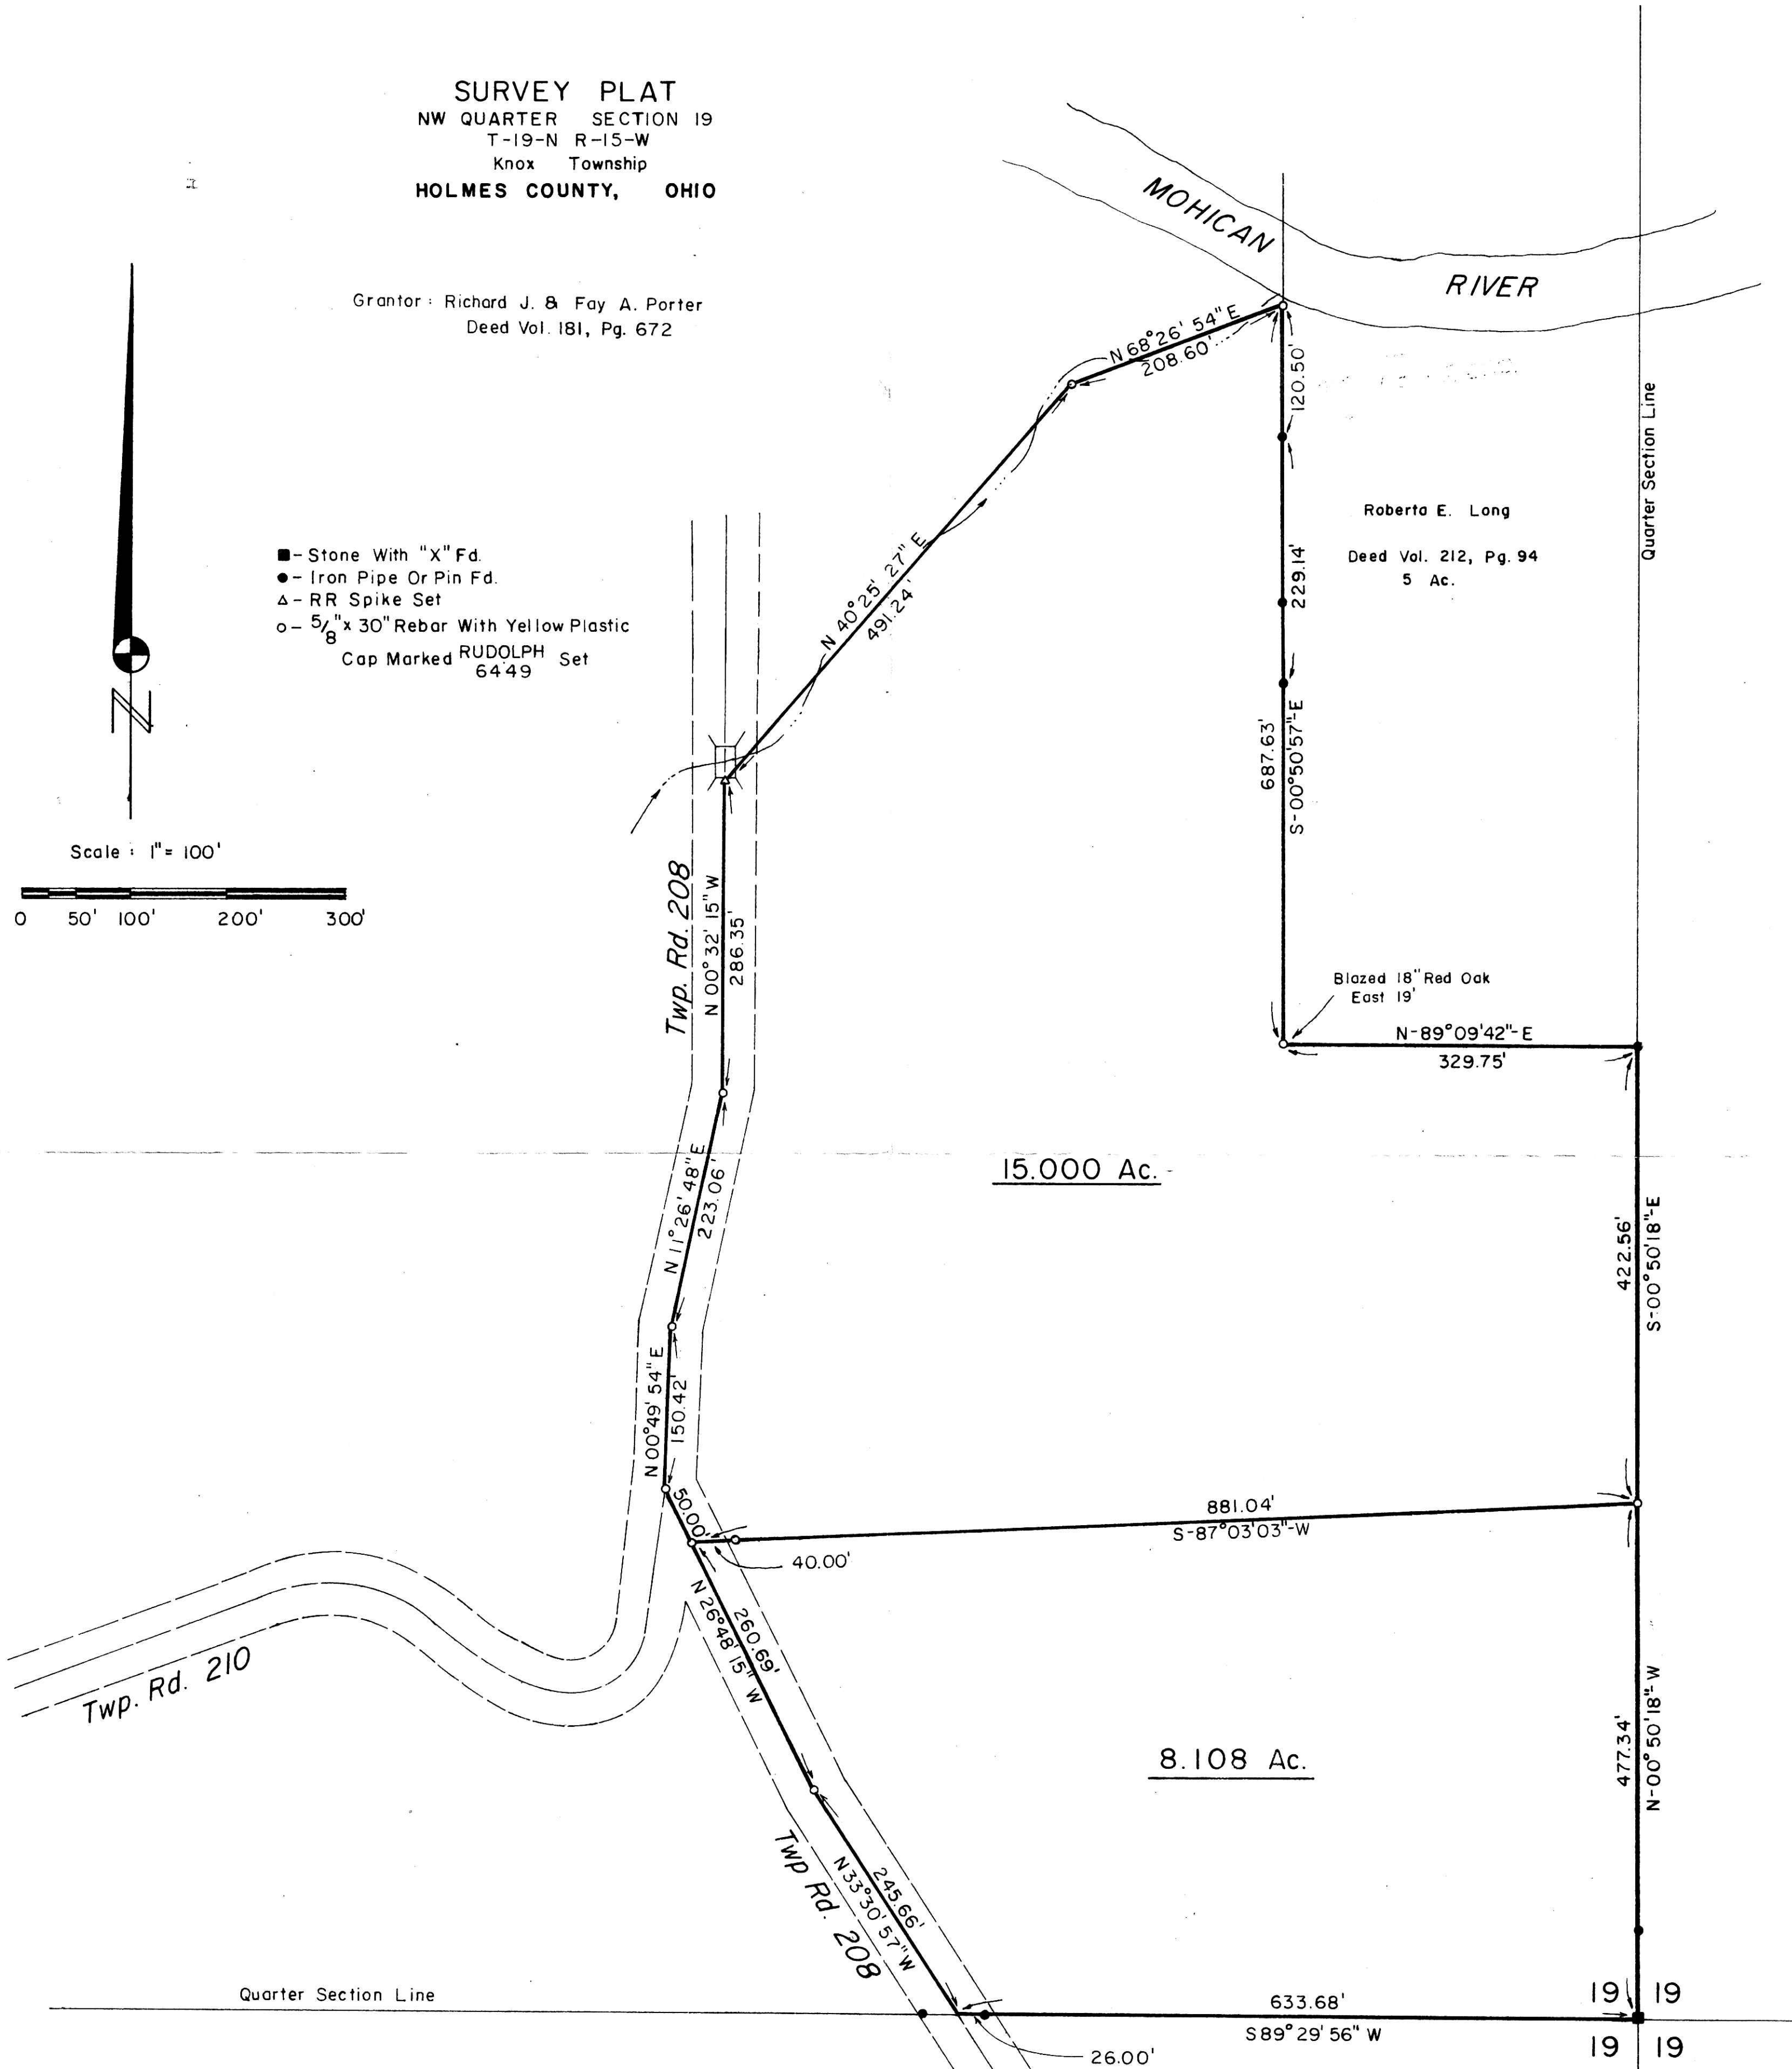 SURVEY PLAT
NW QUARTER SECTION 19
T-19-N R-15-W
Knox Township
HOLMES COUNTY, OHIO
Grantor: Richard J. & Fay A. Porter
Deed Vol. 181, Pg. 672
■- Stone With "X" Fd.
●- Iron Pipe Or Pin Fd.
△- RR Spike Set
○- 5/8" x 30" Rebar With Yellow Plastic
Cap Marked RUDOLPH Set
6449
N
Scale: 1"= 100'
0 50' 100' 200' 300'
MOHICAN
RIVER
N 68°26'54" E
208.60'
120.50'
Quarter Section Line
Roberta E. Long
Deed Vol. 212, Pg. 94
5 Ac.
229.14'
N 40°25'27" E
491.24'
687.63'
S-00°50'57"-E
Twp. Rd. 208
N 00°32'15" W
286.35'
Blazed 18" Red Oak
East 19'
N-89°09'42"-E
329.75'
15.000 Ac.
N 11°26'48" E
223.06'
422.56'
S-00°50'18"-E
N 00°49'54" E
150.42'
50.00'
881.04'
S-87°03'03"-W
40.00'
N 26°48'15" W
260.69'
Twp. Rd. 210
8.108 Ac.
477.34'
N-00°50'18"-W
Twp Rd. 208
N 33°30'57" W
245.66'
Quarter Section Line
633.68'
S 89°29'56" W
26.00'
19 19
19 19